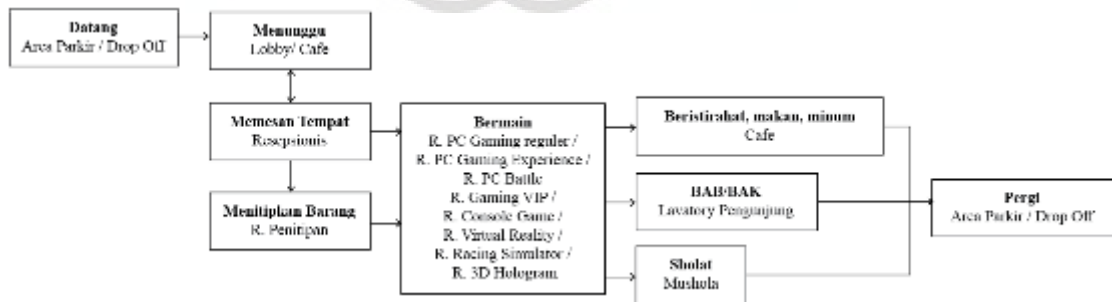 Datang
Area Parkir / Drop Off
Menunggu
Lobby/ Cafe
Memesan Tempat
Resepsionis
Menitipkan Barang
R. Penitipan
Bermain
R. PC Gaming reguler /
R. PC Gaming Experience /
R. PC Battle
R. Gaming VIP /
R. Console Game /
R. Virtual Reality /
R. Racing Simulator /
R. 3D Hologram
Beristirahat, makan, minum
Cafe
BAB/BAK
Lavatory Pengunjung
Sholat
Mushola
Pergi
Area Parkir / Drop Off